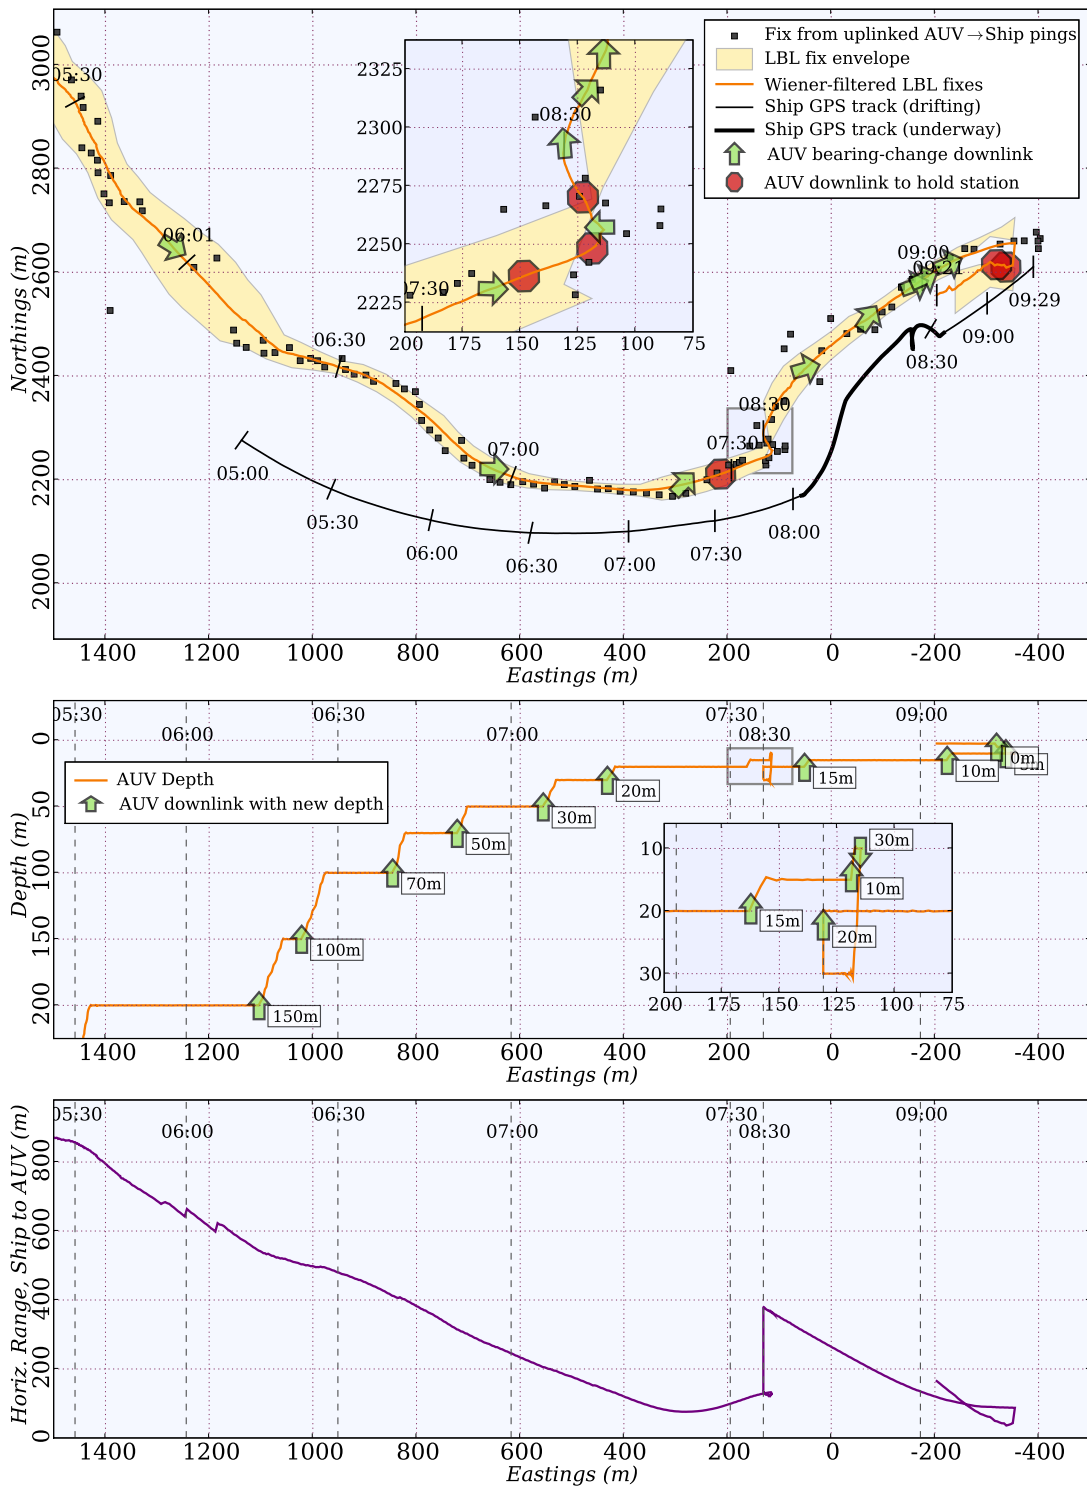 Fix from uplinked AUV→Ship pings
LBL fix envelope
Wiener-filtered LBL fixes
Ship GPS track (drifting)
Ship GPS track (underway)
AUV bearing-change downlink
AUV downlink to hold station
Northings (m)
3000
2800
2600
2400
2200
2000
05:30
06:01
06:30
07:00
07:30
08:30
09:00
09:21
2325
2300
2275
2250
2225
08:30
07:30
200 175 150 125 100 75
05:00
05:30
06:00
06:30
07:00
07:30
08:00
08:30
09:00
09:29
1400 1200 1000 800 600 400 200 0 -200 -400
Eastings (m)
05:30 06:30 07:30 09:00
06:00 07:00 08:30
Depth (m)
0
50
100
150
200
AUV Depth
AUV downlink with new depth
150m
100m
70m
50m
30m
20m
15m
10m
0m
10
20
30
30m
10m
15m
20m
200 175 150 125 100 75
1400 1200 1000 800 600 400 200 0 -200 -400
Eastings (m)
05:30 06:30 07:30 09:00
06:00 07:00 08:30
Horiz. Range, Ship to AUV (m)
800
600
400
200
0
1400 1200 1000 800 600 400 200 0 -200 -400
Eastings (m)